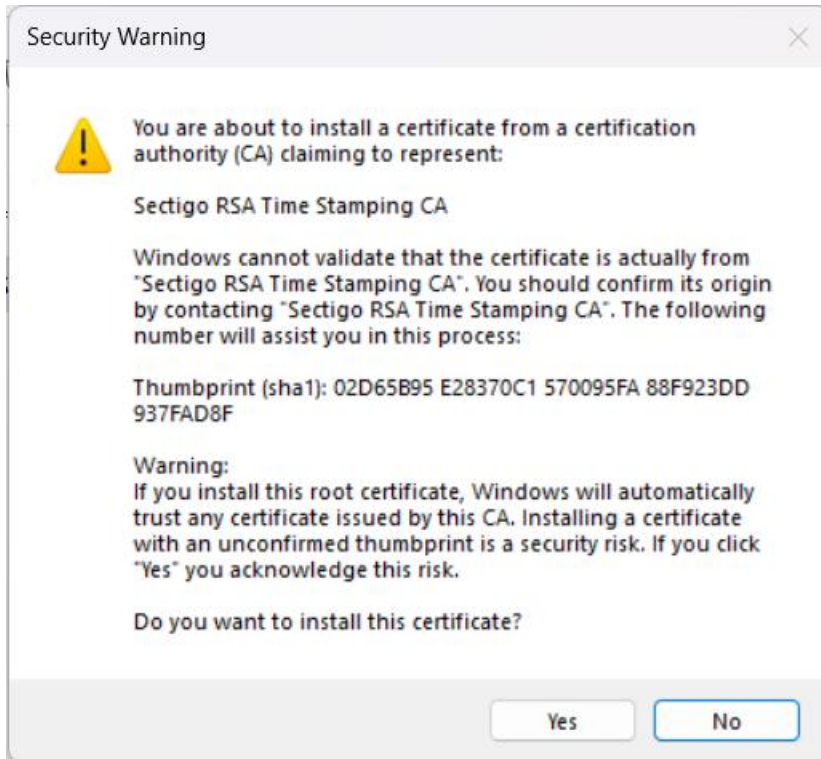 Security Warning
You are about to install a certificate from a certification
authority (CA) claiming to represent:
Sectigo RSA Time Stamping CA
Windows cannot validate that the certificate is actually from
"Sectigo RSA Time Stamping CA". You should confirm its origin
by contacting "Sectigo RSA Time Stamping CA". The following
number will assist you in this process:
Thumbprint (sha1): 02D65B95 E28370C1 570095FA 88F923DD
937FAD8F
Warning:
If you install this root certificate, Windows will automatically
trust any certificate issued by this CA. Installing a certificate
with an unconfirmed thumbprint is a security risk. If you click
"Yes" you acknowledge this risk.
Do you want to install this certificate?
Yes
No